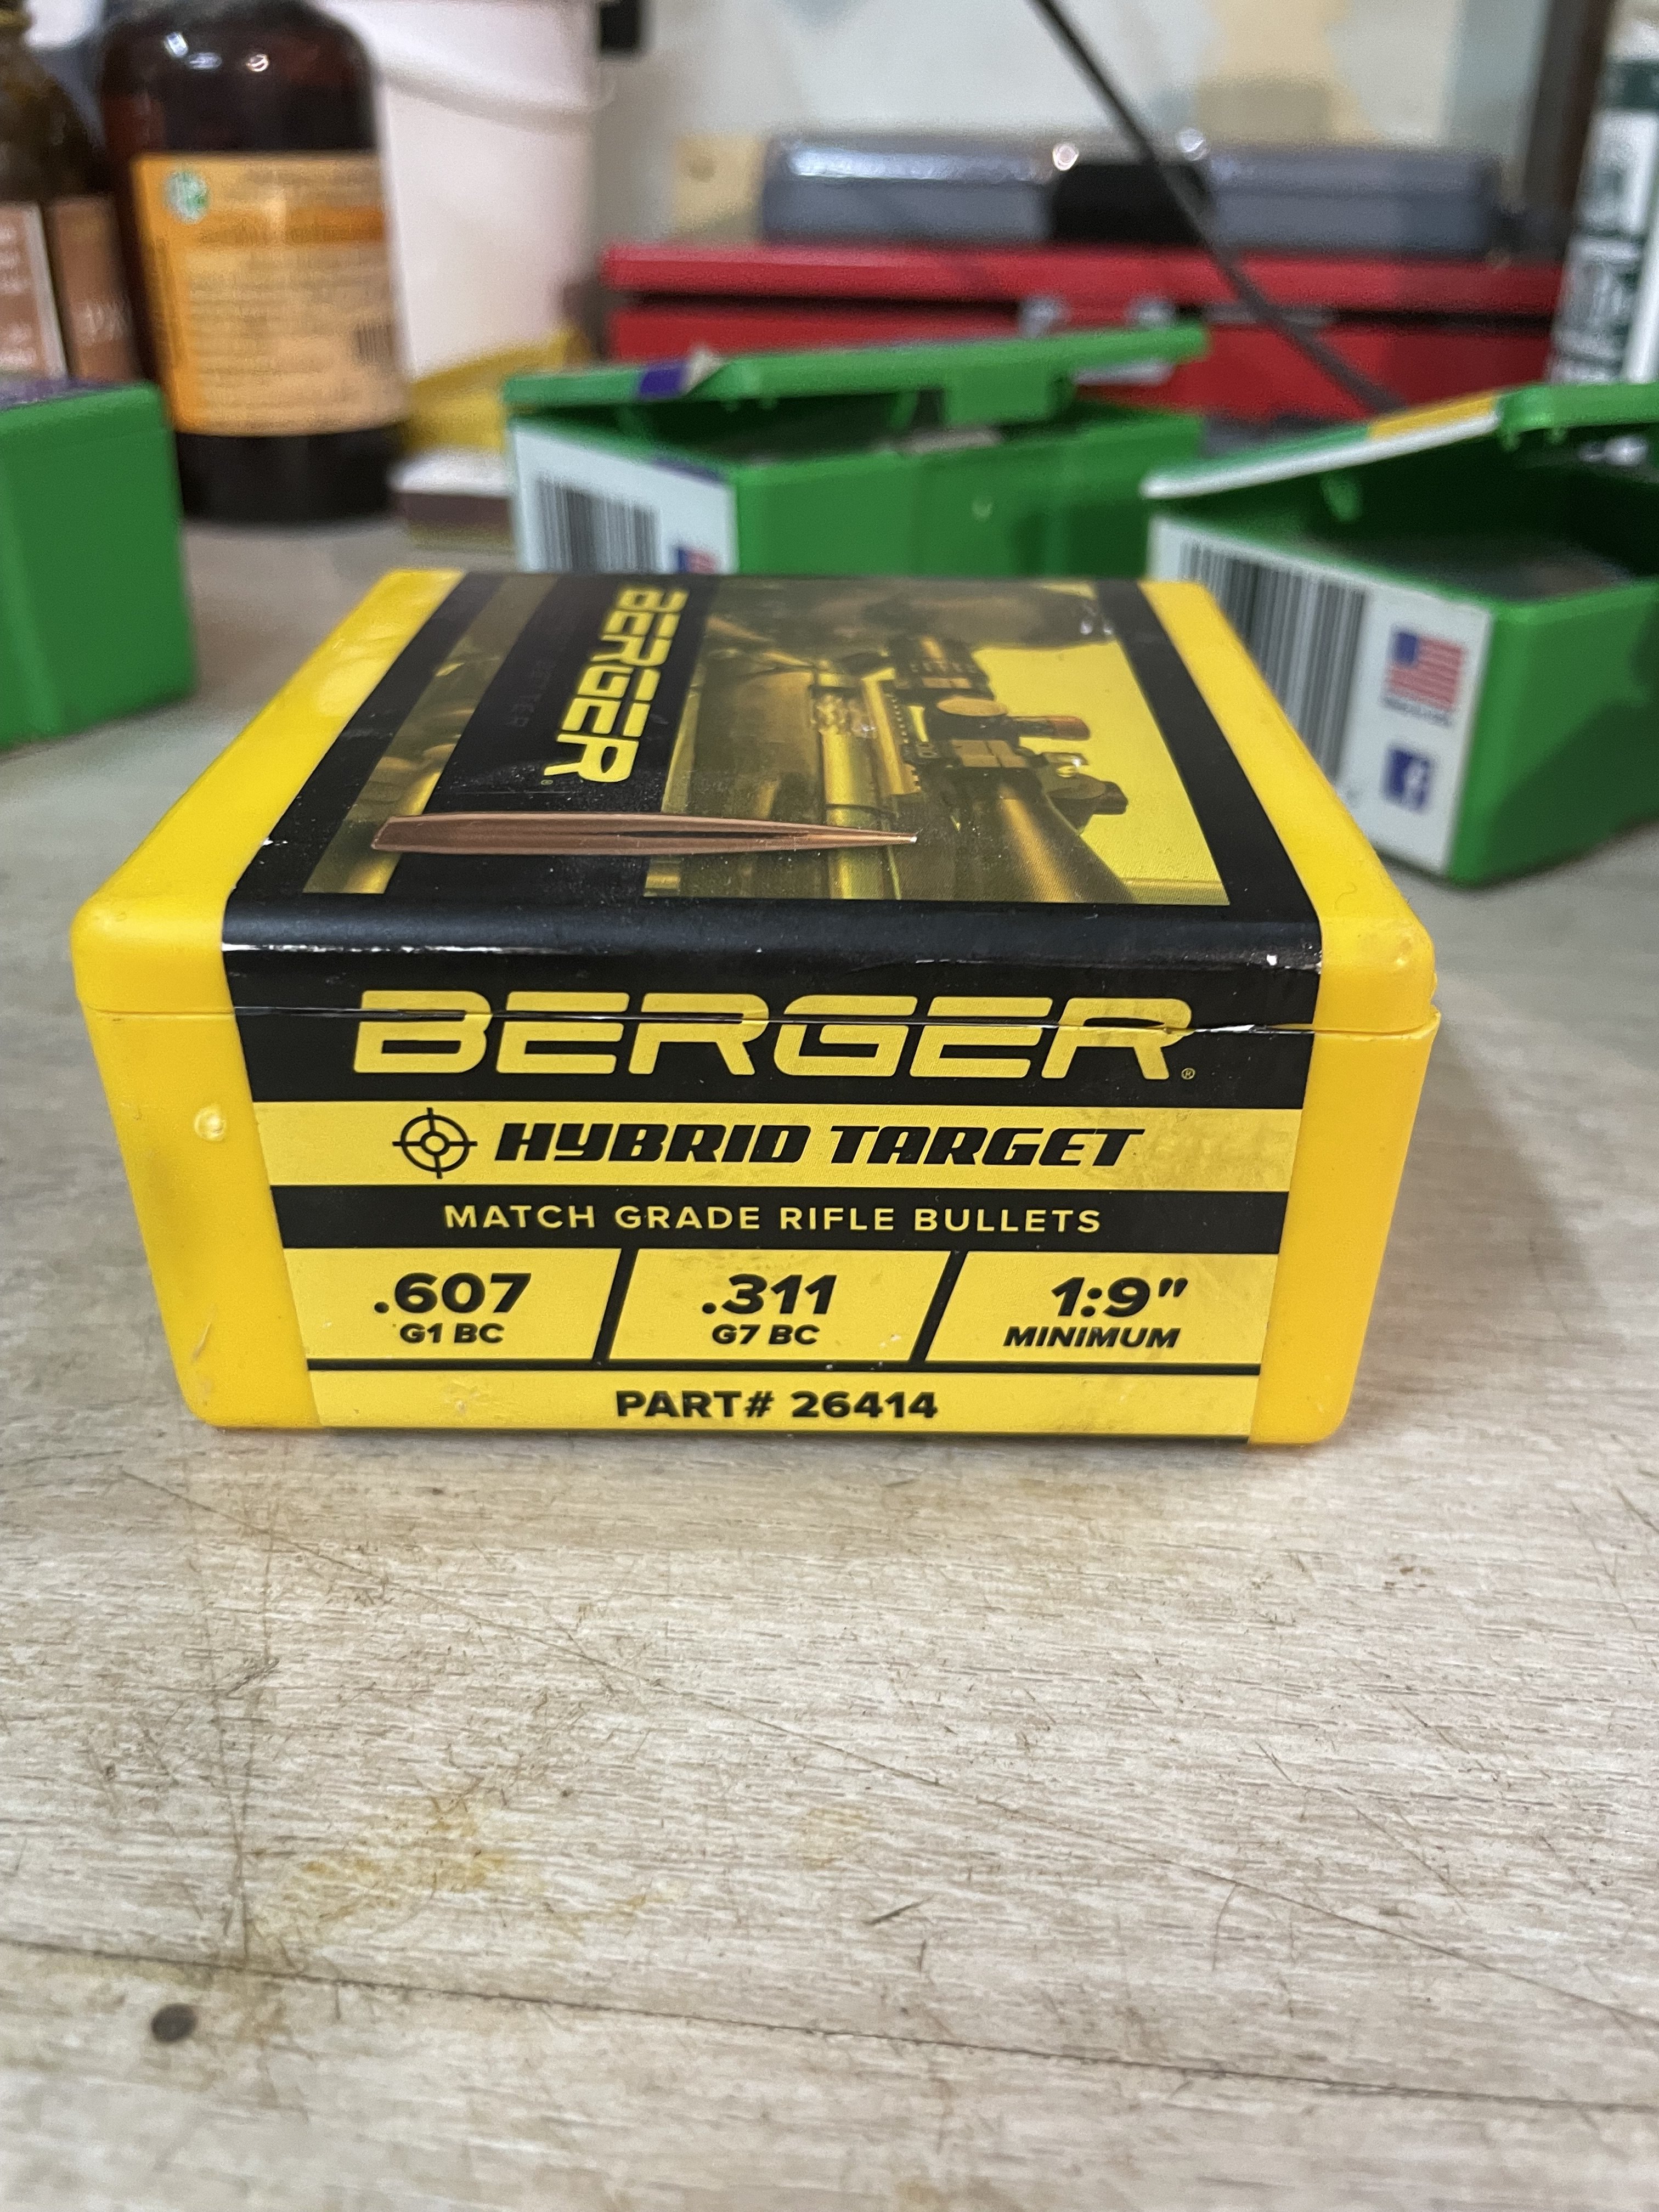 BERGER®
BERGER®
HYBRID TARGET
MATCH GRADE RIFLE BULLETS
.607
G1 BC
.311
G7 BC
1:9"
MINIMUM
PART# 26414